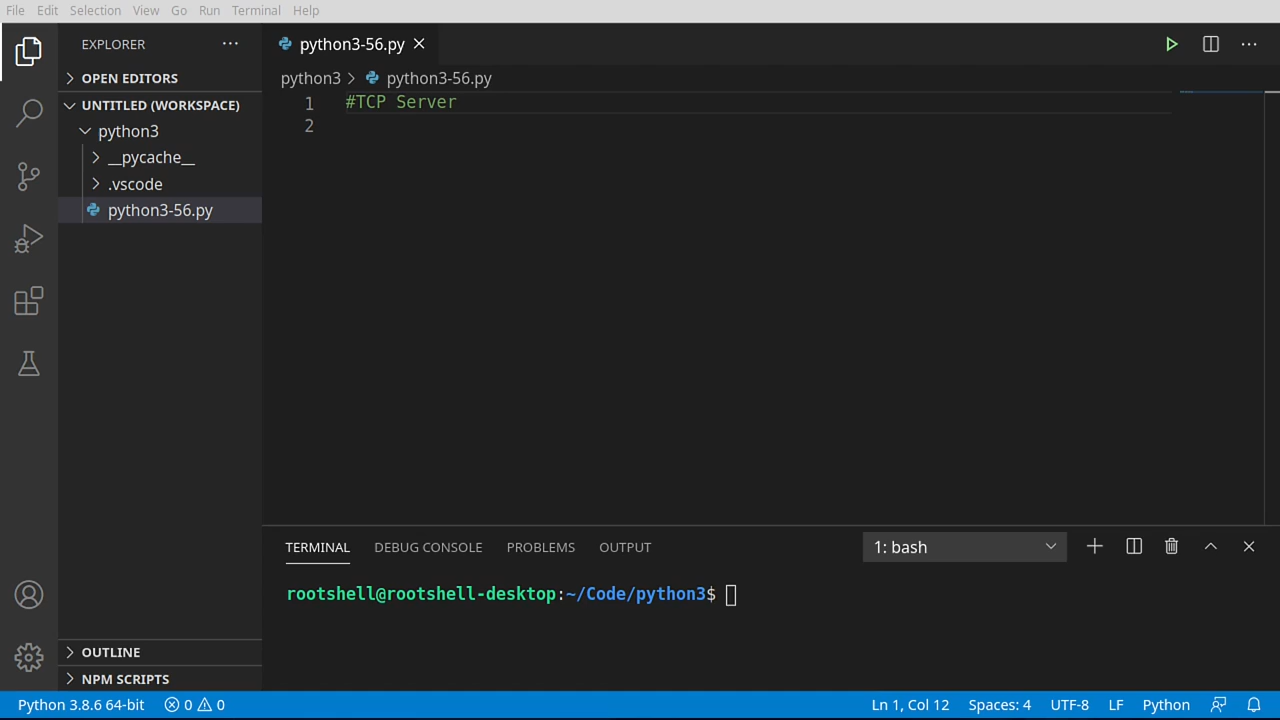 File Edit Selection View Go Run Terminal Help
EXPLORER
python3-56.py
OPEN EDITORS
python3 > python3-56.py
UNTITLED (WORKSPACE)
1 #TCP Server
2
python3
__pycache__
.vscode
python3-56.py
TERMINAL DEBUG CONSOLE PROBLEMS OUTPUT 1: bash
rootshell@rootshell-desktop:~/Code/python3$
OUTLINE
NPM SCRIPTS
Python 3.8.6 64-bit 0 0 Ln 1, Col 12 Spaces: 4 UTF-8 LF Python